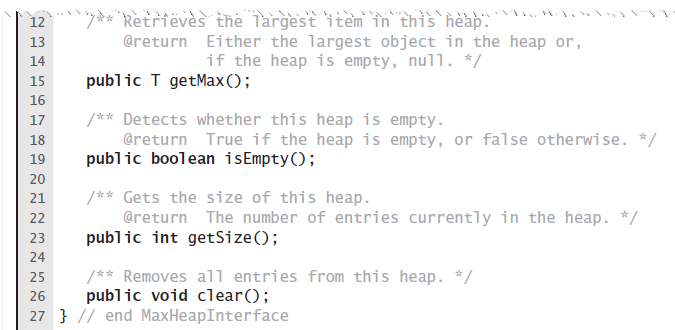 12 /** Retrieves the largest item in this heap.
13 @return Either the largest object in the heap or,
14 if the heap is empty, null. */
15 public T getMax();
16
17 /** Detects whether this heap is empty.
18 @return True if the heap is empty, or false otherwise. */
19 public boolean isEmpty();
20
21 /** Gets the size of this heap.
22 @return The number of entries currently in the heap. */
23 public int getSize();
24
25 /** Removes all entries from this heap. */
26 public void clear();
27 } // end MaxHeapInterface